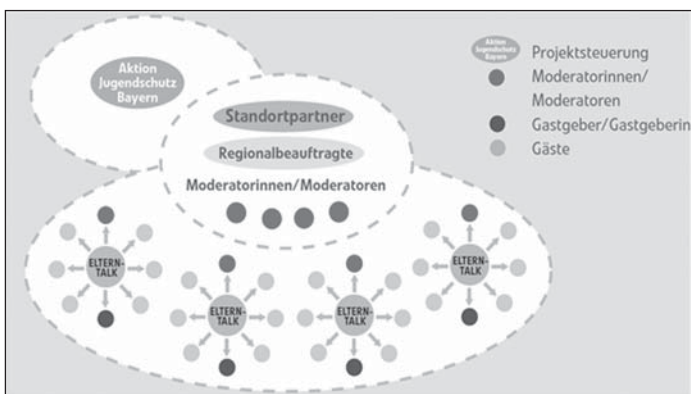 Aktion
Jugendschutz
Bayern
Standortpartner
Regionalbeauftragte
Moderatorinnen/Moderatoren
ELTERN-
TALK
ELTERN-
TALK
ELTERN-
TALK
ELTERN-
TALK
Aktion
Jugendschutz
Bayern
Projektsteuerung
Moderatorinnen/
Moderatoren
Gastgeber/Gastgeberin
Gäste